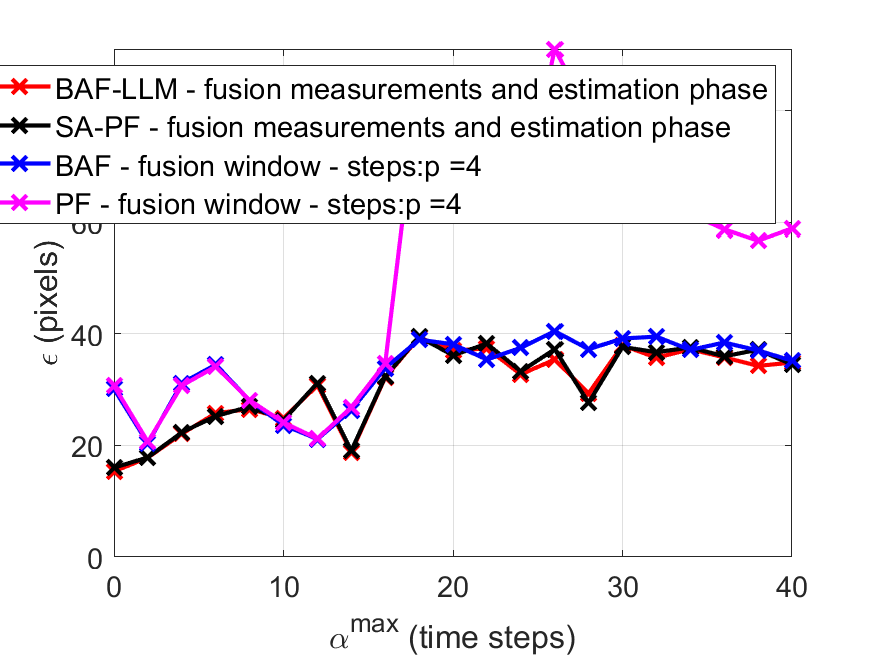 BAF-LLM - fusion measurements and estimation phase
SA-PF - fusion measurements and estimation phase
BAF - fusion window - steps:p =4
PF - fusion window - steps:p =4
60
40
20
0
ϵ (pixels)
0 10 20 30 40
α^max (time steps)